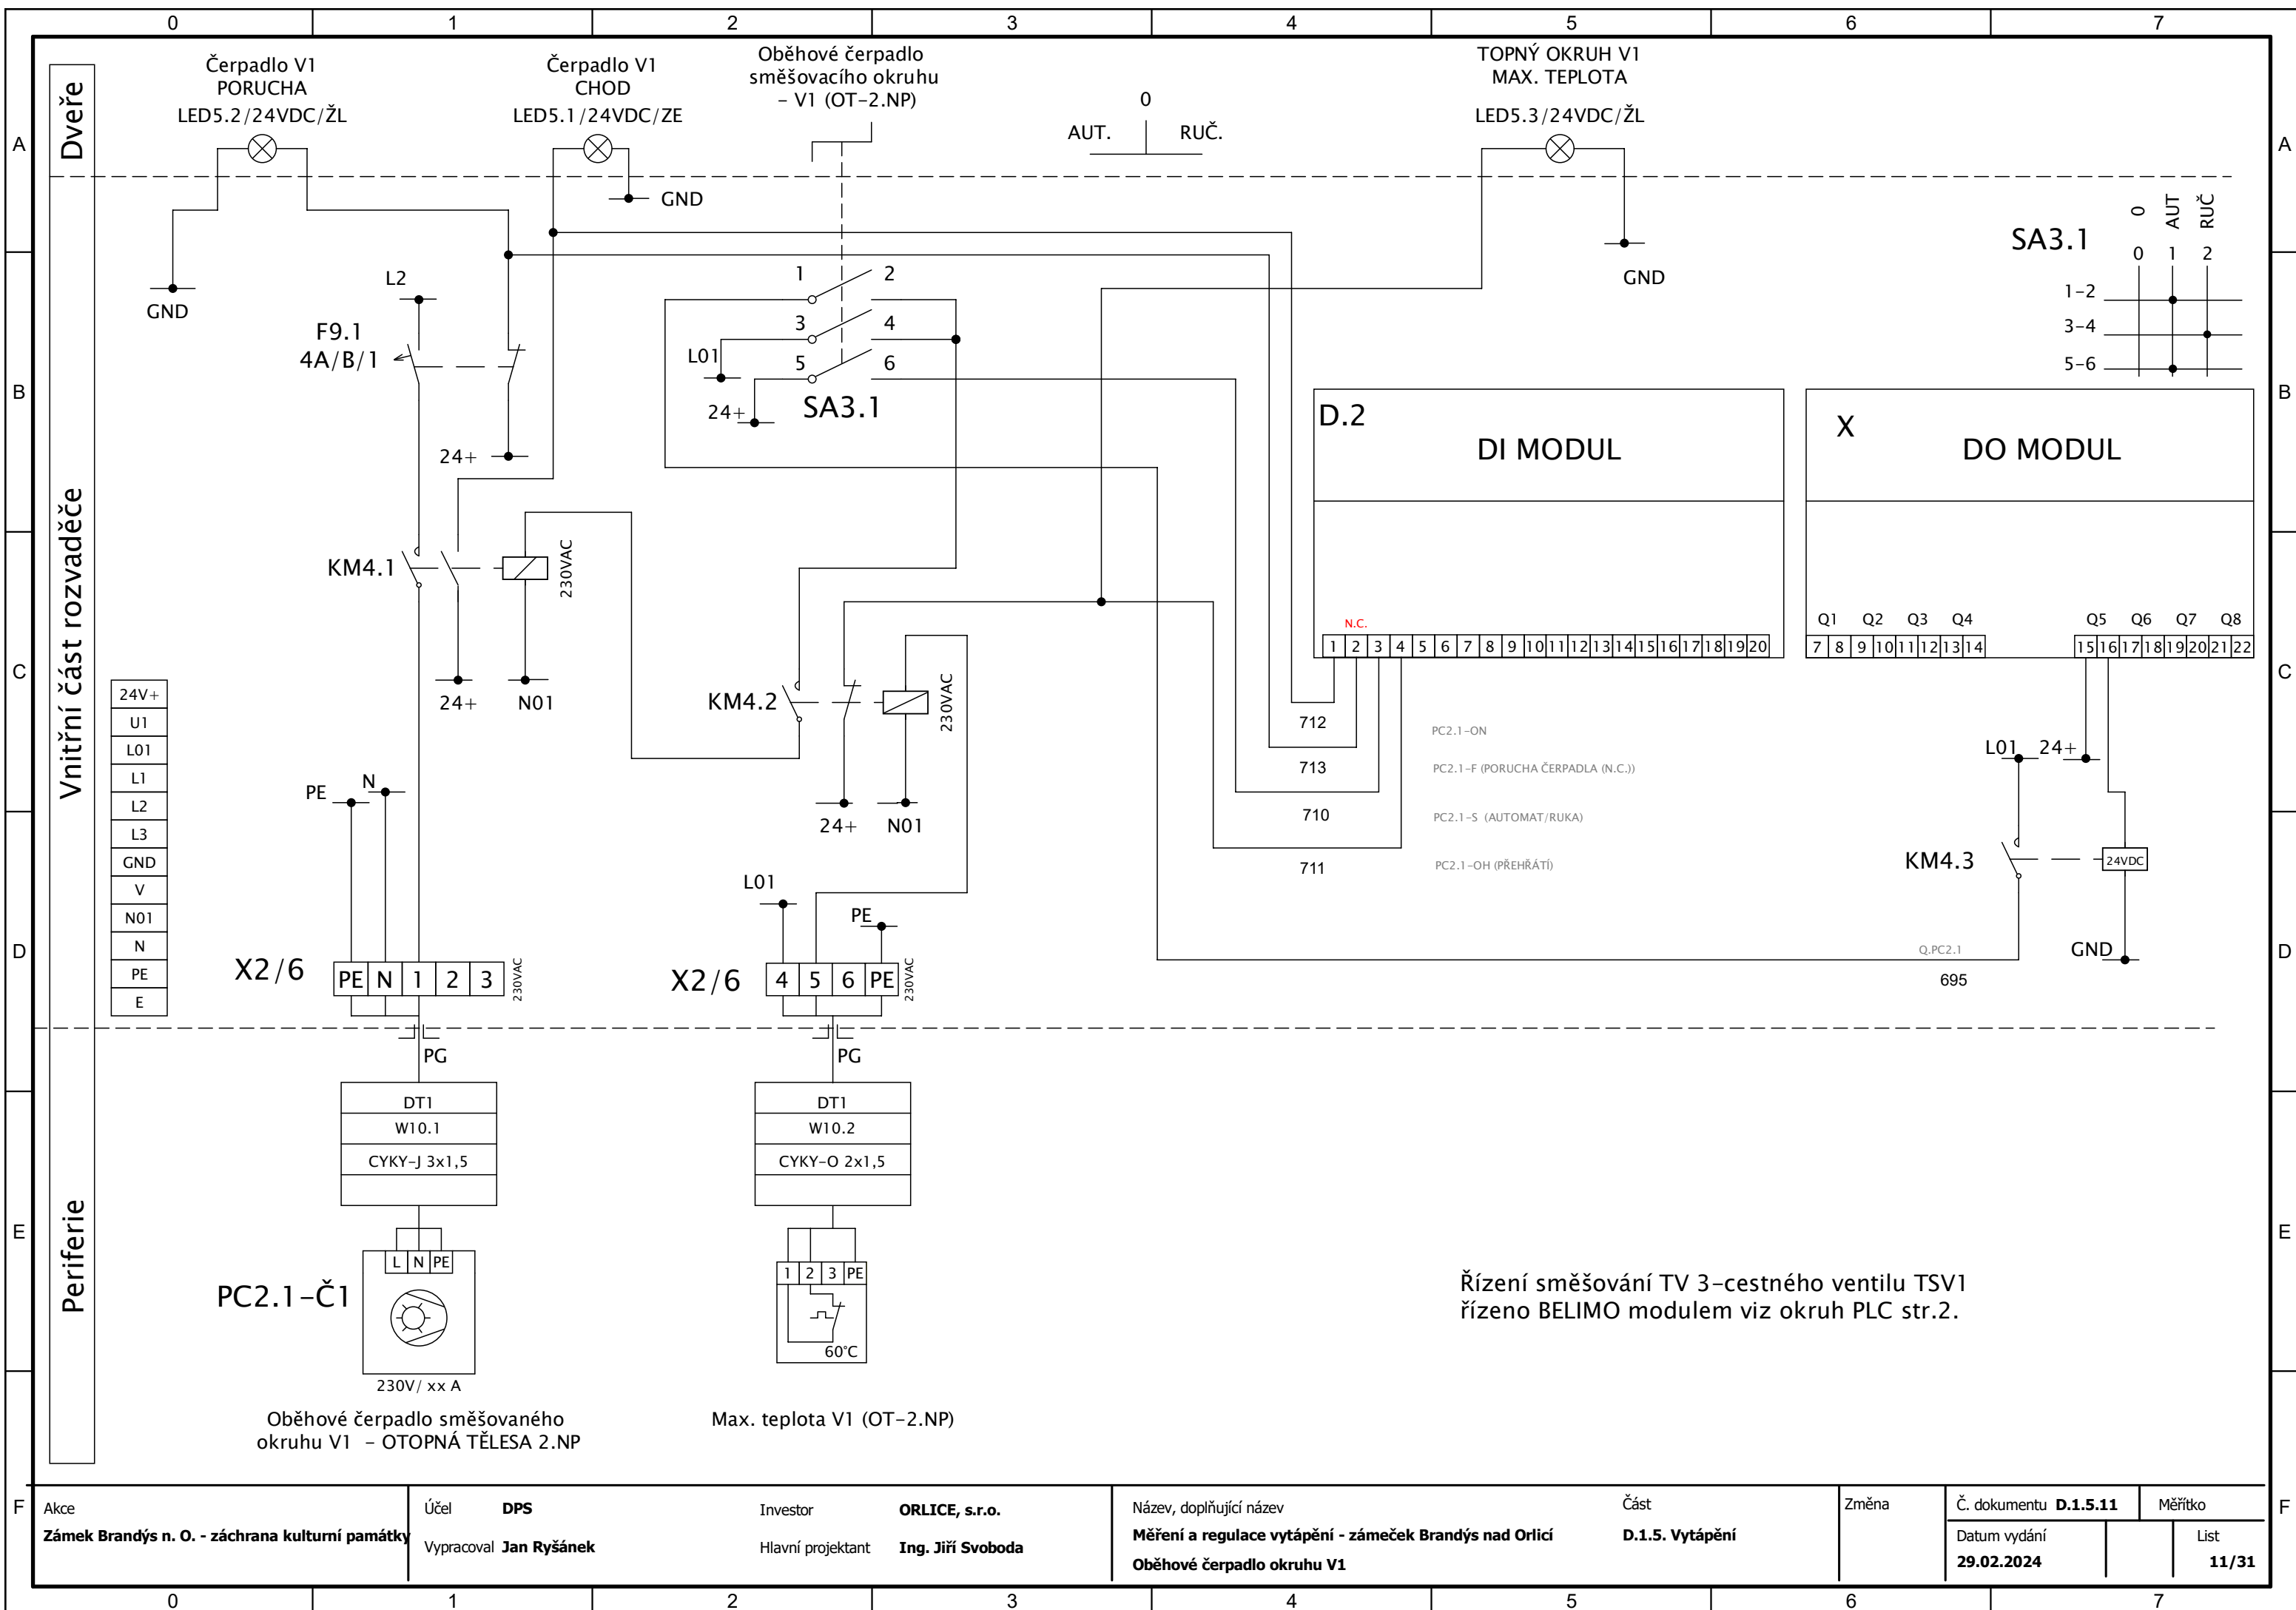 0 1 2 3 4 5 6 7
A A
B B
C C
D D
E E
F F
Dveře
Vnitřní část rozvaděče
Periferie
Čerpadlo V1
PORUCHA
LED5.2/24VDC/ŽL
Čerpadlo V1
CHOD
LED5.1/24VDC/ZE
Oběhové čerpadlo
směšovacího okruhu
- V1 (OT-2.NP)
0
AUT. RUČ.
TOPNÝ OKRUH V1
MAX. TEPLOTA
LED5.3/24VDC/ŽL
GND
GND
GND
SA3.1
0 AUT RUČ
0 1 2
1-2
3-4
5-6
L2
F9.1
4A/B/1
24+
1 2
3 4
5 6
L01
24+
SA3.1
D.2
DI MODUL
N.C.
1 2 3 4 5 6 7 8 9 10 11 12 13 14 15 16 17 18 19 20
X
DO MODUL
Q1 Q2 Q3 Q4 Q5 Q6 Q7 Q8
7 8 9 10 11 12 13 14 15 16 17 18 19 20 21 22
KM4.1
230VAC
24+ N01
KM4.2
230VAC
24+ N01
24V+
U1
L01
L1
L2
L3
GND
V
N01
N
PE
E
712
PC2.1-ON
713
PC2.1-F (PORUCHA ČERPADLA (N.C.))
710
PC2.1-S (AUTOMAT/RUKA)
711
PC2.1-OH (PŘEHŘÁTÍ)
L01 24+
KM4.3
24VDC
GND
Q.PC2.1
695
PE N
X2/6
PE N 1 2 3
230VAC
L01
PE
X2/6
4 5 6 PE
230VAC
PG
PG
DT1
W10.1
CYKY-J 3x1,5
DT1
W10.2
CYKY-O 2x1,5
L N PE
PC2.1-Č1
230V/ xx A
1 2 3 PE
60°C
Oběhové čerpadlo směšovaného
okruhu V1 - OTOPNÁ TĚLESA 2.NP
Max. teplota V1 (OT-2.NP)
Řízení směšování TV 3-cestného ventilu TSV1
řízeno BELIMO modulem viz okruh PLC str.2.
Akce
Zámek Brandýs n. O. - záchrana kulturní památky
Účel DPS
Vypracoval Jan Ryšánek
Investor ORLICE, s.r.o.
Hlavní projektant Ing. Jiří Svoboda
Název, doplňující název
Měření a regulace vytápění - zámeček Brandýs nad Orlicí
Oběhové čerpadlo okruhu V1
Část
D.1.5. Vytápění
Změna
Č. dokumentu D.1.5.11
Měřítko
Datum vydání
29.02.2024
List
11/31
0 1 2 3 4 5 6 7